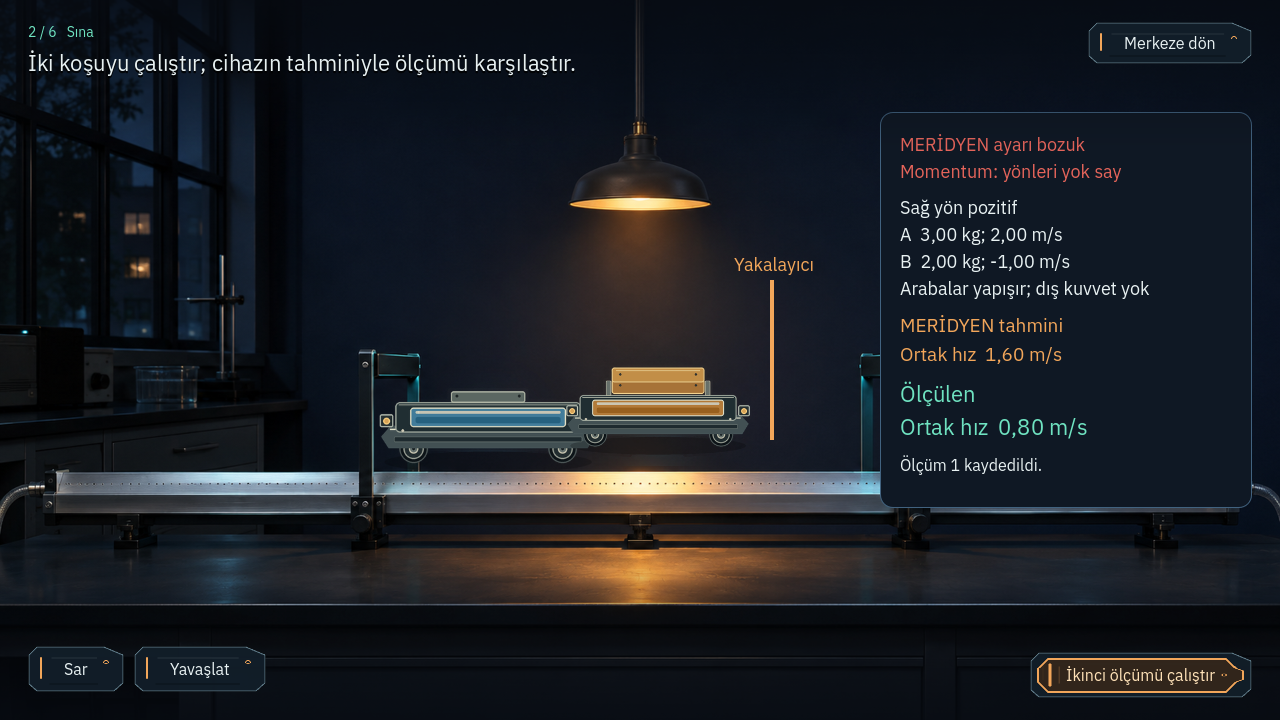 2 / 6 Sına
İki koşuyu çalıştır; cihazın tahminiyle ölçümü karşılaştır.
Merkeze dön
MERİDYEN ayarı bozuk
Momentum: yönleri yok say
Sağ yön pozitif
A 3,00 kg; 2,00 m/s
B 2,00 kg; -1,00 m/s
Arabalar yapışır; dış kuvvet yok
MERİDYEN tahmini
Ortak hız 1,60 m/s
Ölçülen
Ortak hız 0,80 m/s
Ölçüm 1 kaydedildi.
Yakalayıcı
Sar
Yavaşlat
İkinci ölçümü çalıştır